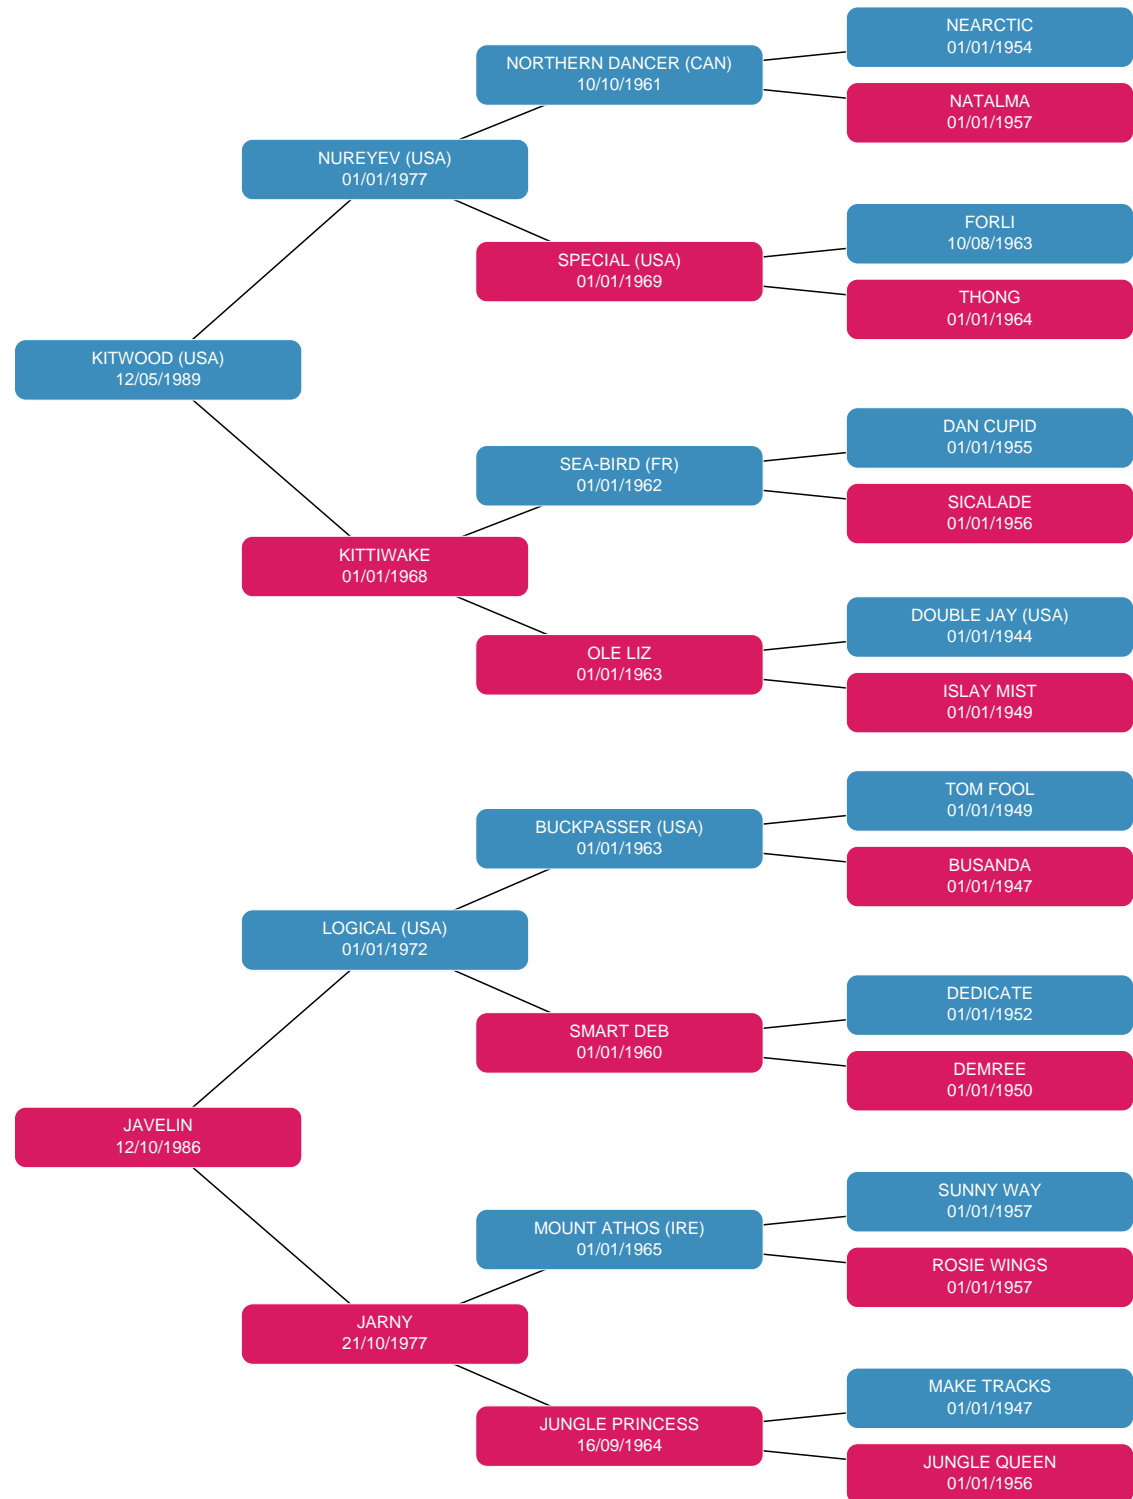 NEARCTIC
01/01/1954
NORTHERN DANCER (CAN)
10/10/1961
NATALMA
01/01/1957
NUREYEV (USA)
01/01/1977
FORLI
10/08/1963
SPECIAL (USA)
01/01/1969
THONG
01/01/1964
KITWOOD (USA)
12/05/1989
DAN CUPID
01/01/1955
SEA-BIRD (FR)
01/01/1962
SICALADE
01/01/1956
KITTIWAKE
01/01/1968
DOUBLE JAY (USA)
01/01/1944
OLE LIZ
01/01/1963
ISLAY MIST
01/01/1949
TOM FOOL
01/01/1949
BUCKPASSER (USA)
01/01/1963
BUSANDA
01/01/1947
LOGICAL (USA)
01/01/1972
DEDICATE
01/01/1952
SMART DEB
01/01/1960
DEMREE
01/01/1950
JAVELIN
12/10/1986
SUNNY WAY
01/01/1957
MOUNT ATHOS (IRE)
01/01/1965
ROSIE WINGS
01/01/1957
JARNY
21/10/1977
MAKE TRACKS
01/01/1947
JUNGLE PRINCESS
16/09/1964
JUNGLE QUEEN
01/01/1956